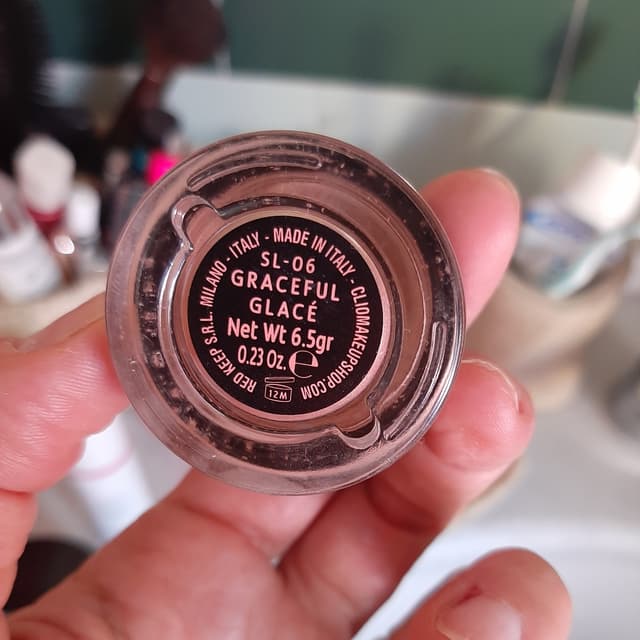 SL-06
GRACEFUL
GLACÉ
Net Wt 6.5gr
0.23 Oz. e
12M
RED KEEP S.R.L. MILANO - ITALY - MADE IN ITALY - CLIOMAKEUPSHOP.COM